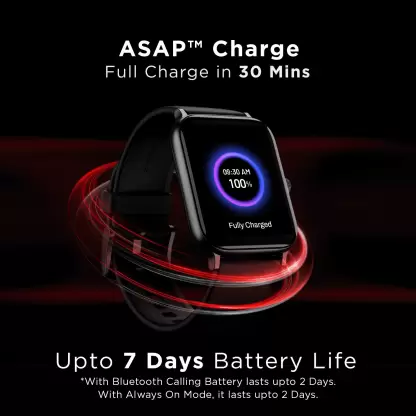 ASAP™ Charge
Full Charge in 30 Mins
09:30 AM
100%
Fully Charged
Upto 7 Days Battery Life
*With Bluetooth Calling Battery lasts upto 2 Days.
With Always On Mode, it lasts upto 2 Days.